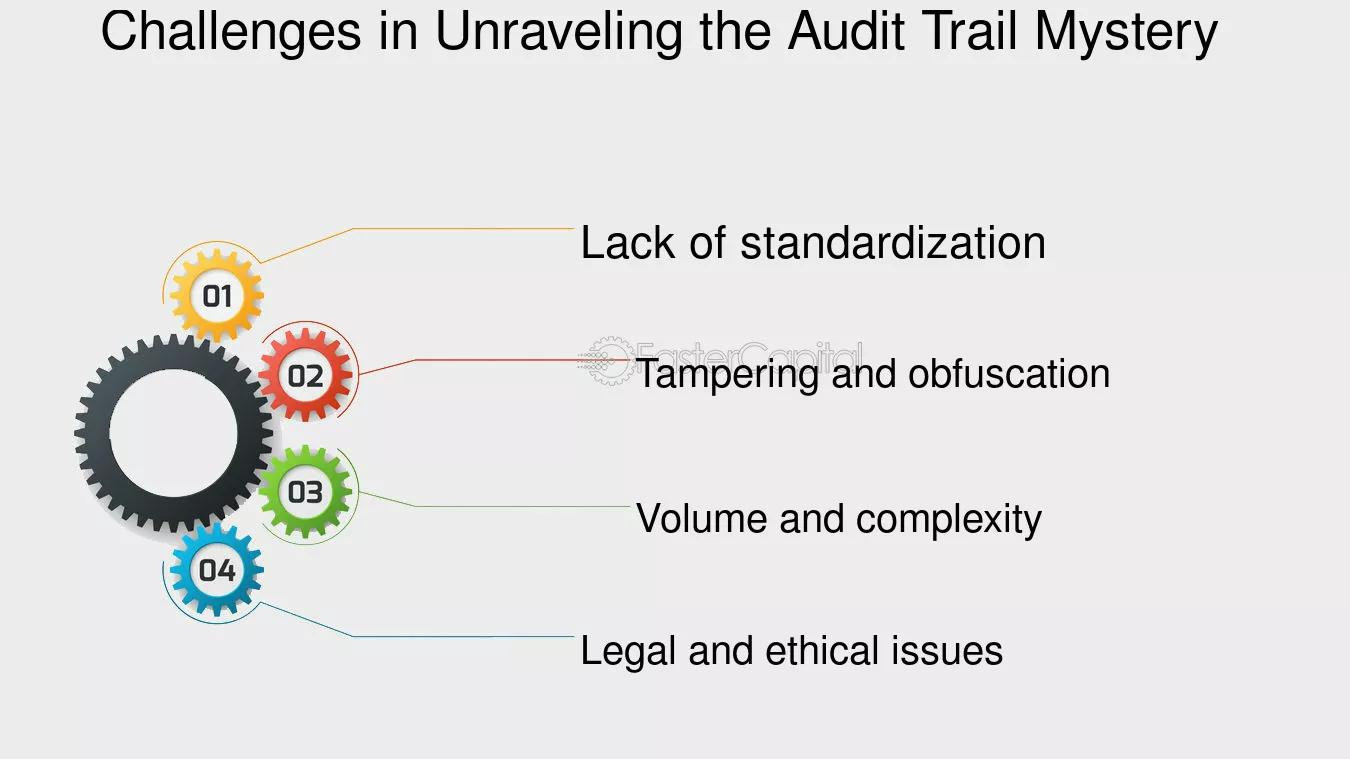 Challenges in Unraveling the Audit Trail Mystery
01
Lack of standardization
02
FasterCapital
Tampering and obfuscation
03
Volume and complexity
04
Legal and ethical issues